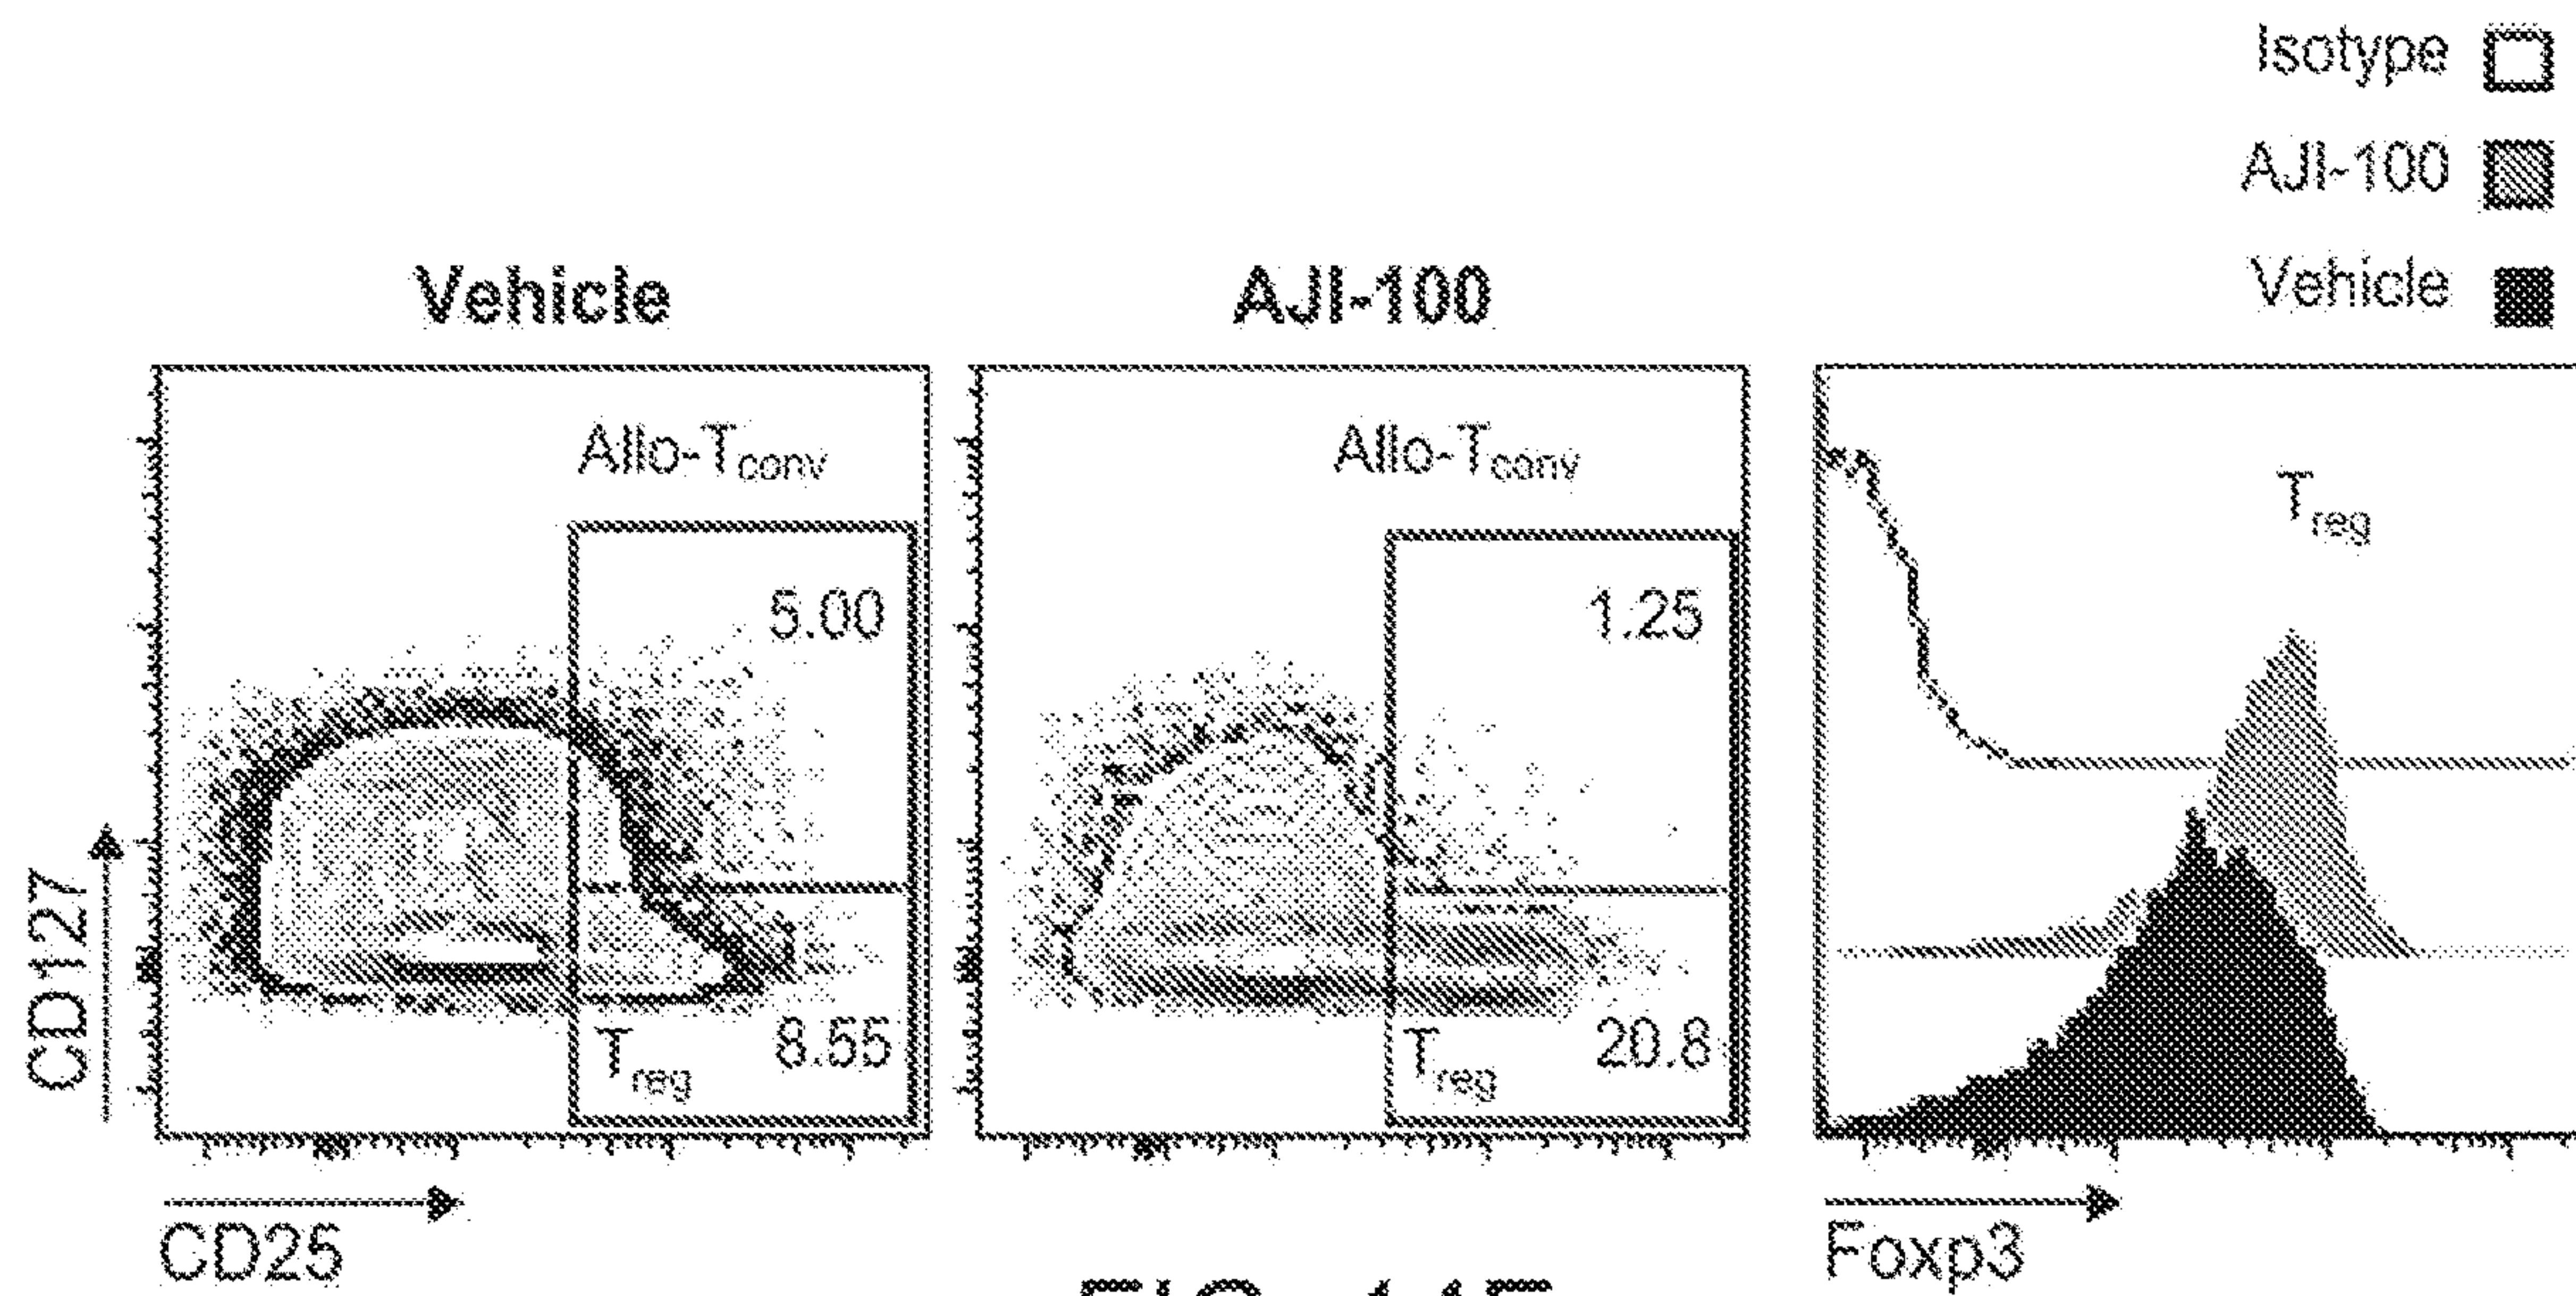 Isotype
AJI-100
Vehicle
Vehicle
AJI-100
Allo-Tconv
5.00
Treg 8.55
Allo-Tconv
1.25
Treg 20.8
Treg
CD127
CD25
Foxp3